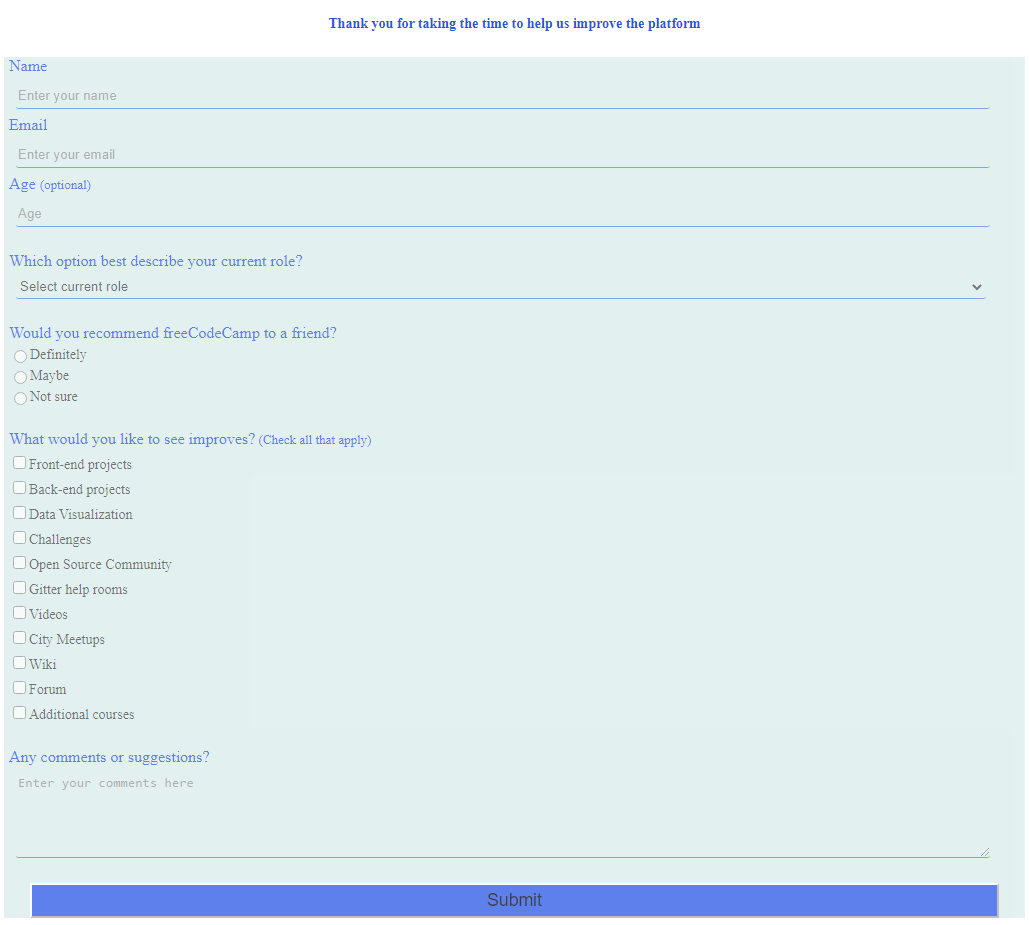 Thank you for taking the time to help us improve the platform
Name
Enter your name
Email
Enter your email
Age (optional)
Age
Which option best describe your current role?
Select current role
Would you recommend freeCodeCamp to a friend?
Definitely
Maybe
Not sure
What would you like to see improves? (Check all that apply)
Front-end projects
Back-end projects
Data Visualization
Challenges
Open Source Community
Gitter help rooms
Videos
City Meetups
Wiki
Forum
Additional courses
Any comments or suggestions?
Enter your comments here
Submit